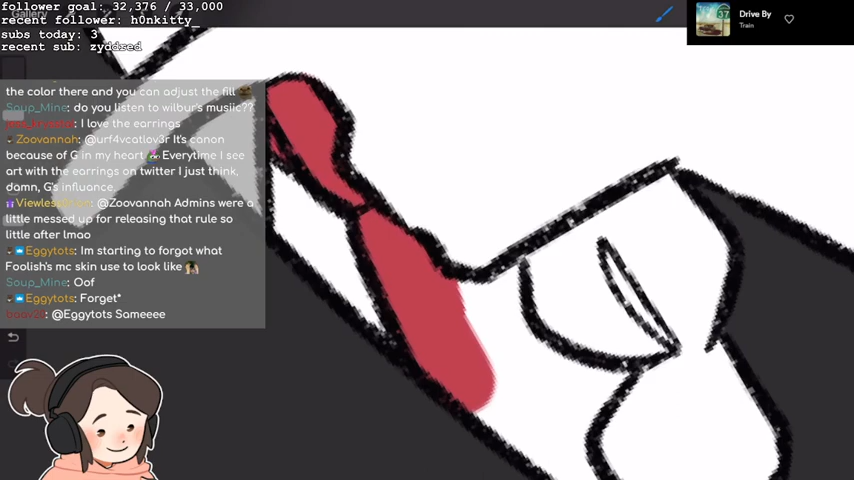 follower goal: 32,376 / 33,000
recent follower: h0nkitty_
subs today: 3
recent sub: zyddred
Drive By
Train
the color there and you can adjust the fill
Soup_Mine: do you listen to wilbur's musiic??
I love the earrings
Zoovannah: @urf4vcatiov3r It's canon
because of G in my heart Everytime I see
art with the earrings on twitter I just think,
damn, G's influence.
@Zoovannah Admins were a
little messed up for releasing that rule so
little after lmao
Eggytots: Im starting to forgot what
Foolish's mc skin use to look like
Soup_Mine: Oof
Eggytots: Forget*
@Eggytots Sameeee